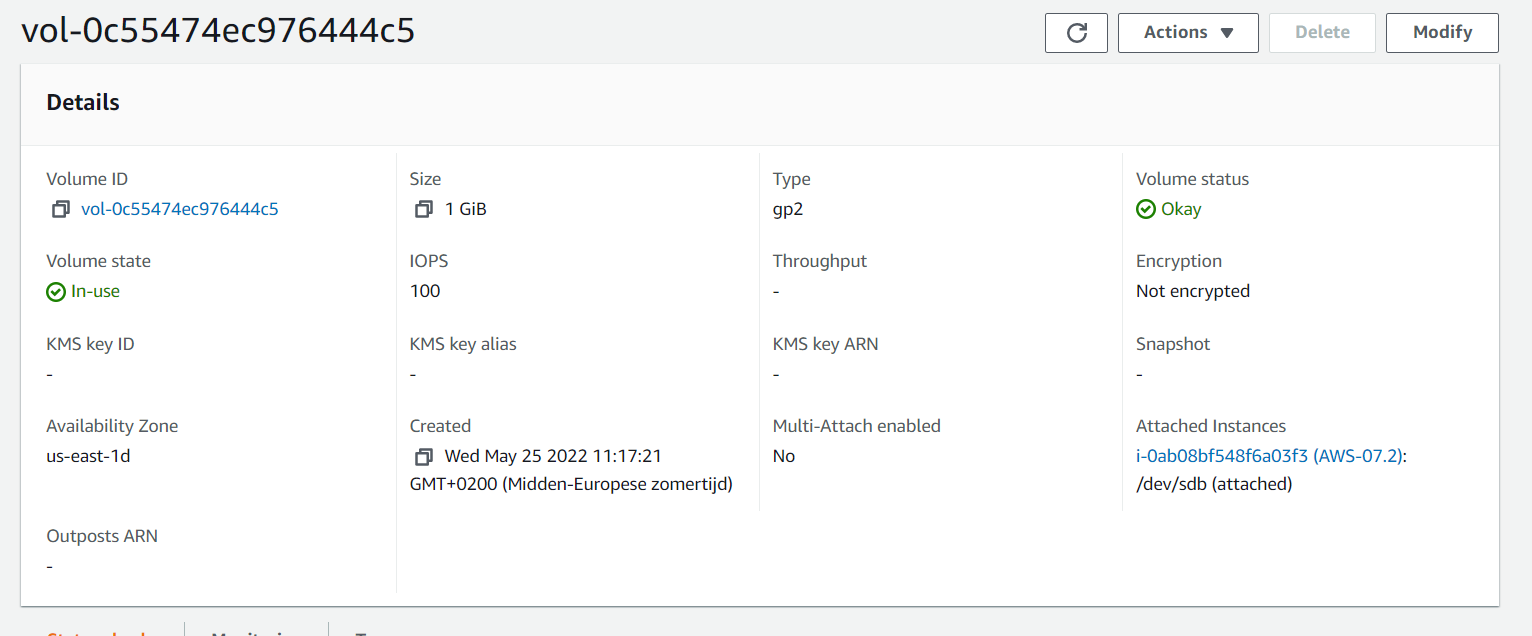 vol-0c55474ec976444c5
Actions
Delete
Modify
Details
Volume ID
vol-0c55474ec976444c5
Size
1 GiB
Type
gp2
Volume status
Okay
Volume state
In-use
IOPS
100
Throughput
-
Encryption
Not encrypted
KMS key ID
-
KMS key alias
-
KMS key ARN
-
Snapshot
-
Availability Zone
us-east-1d
Created
Wed May 25 2022 11:17:21
GMT+0200 (Midden-Europese zomertijd)
Multi-Attach enabled
No
Attached Instances
i-0ab08bf548f6a03f3 (AWS-07.2):
/dev/sdb (attached)
Outposts ARN
-